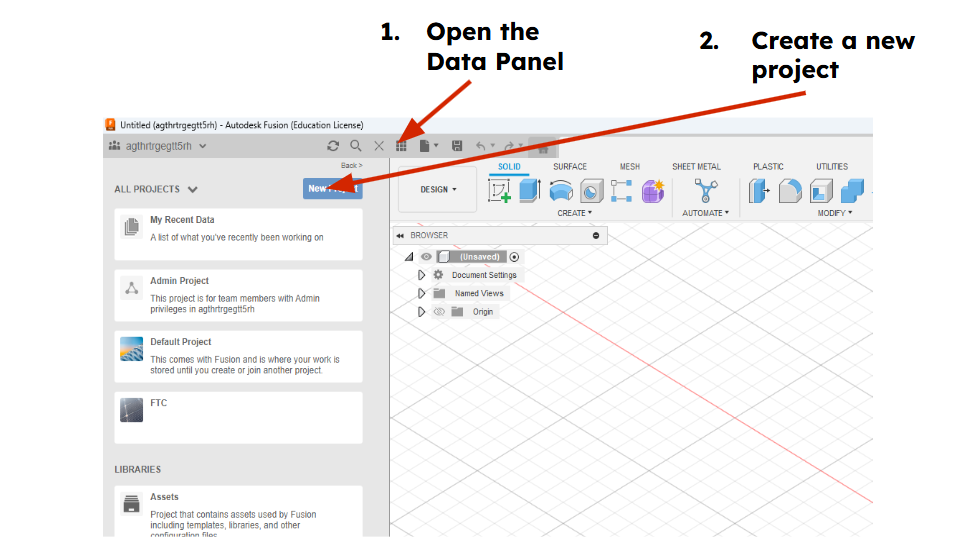 1. Open the
Data Panel
2. Create a new
project
Untitled (agthrtrgegtt5rh) - Autodesk Fusion (Education License)
agthrtrgegtt5rh
Back >
ALL PROJECTS
New Project
My Recent Data
A list of what you've recently been working on
Admin Project
This project is for team members with Admin
privileges in agthrtrgegtt5rh
Default Project
This comes with Fusion and is where your work is
stored until you create or join another project.
FTC
LIBRARIES
Assets
Project that contains assets used by Fusion
including templates, libraries, and other
configuration files.
SOLID SURFACE MESH SHEET METAL PLASTIC UTILITIES
DESIGN
CREATE AUTOMATE MODIFY
BROWSER
(Unsaved)
Document Settings
Named Views
Origin